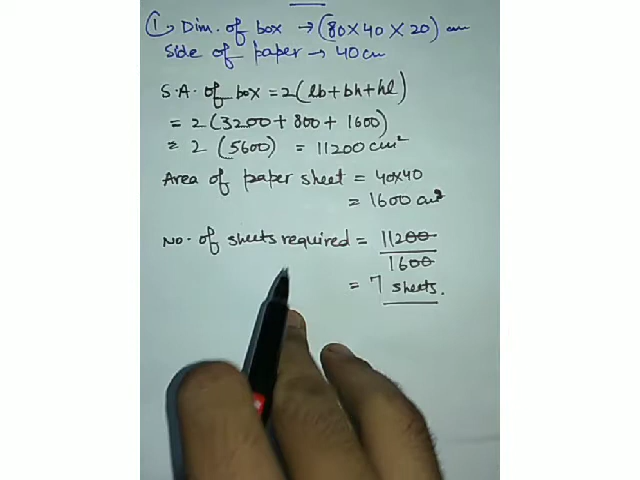 ① Dim. of box → (80 × 40 × 20) cm
Side of paper → 40 cm
S.A. of box = 2(lb + bh + hl)
= 2(3200 + 800 + 1600)
= 2 (5600) = 11200 cm²
Area of paper sheet = 40×40
= 1600 cm²
No. of sheets required = 11200
1600
= 7 sheets.